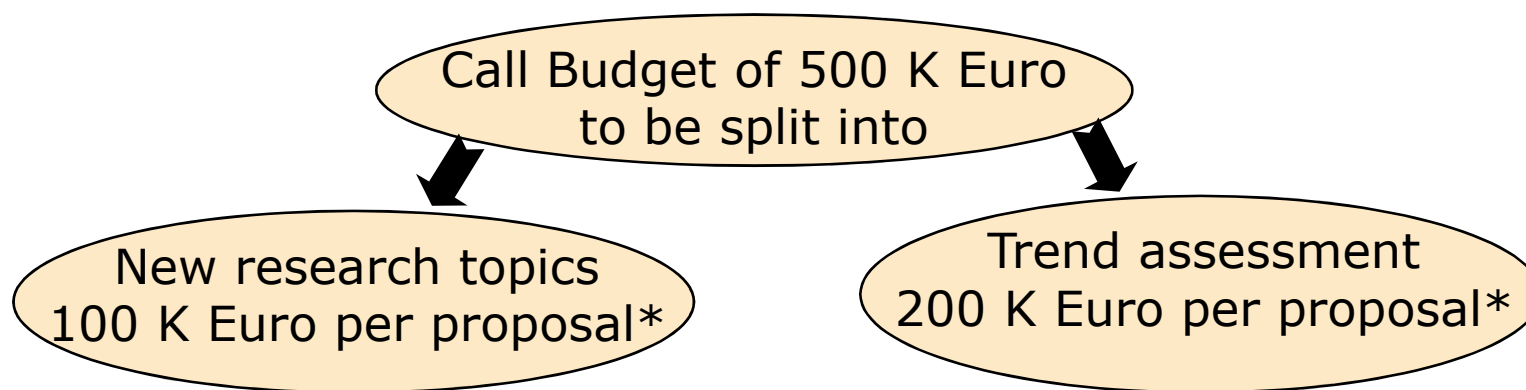 Call Budget of 500 K Euro
to be split into
New research topics
100 K Euro per proposal*
Trend assessment
200 K Euro per proposal*